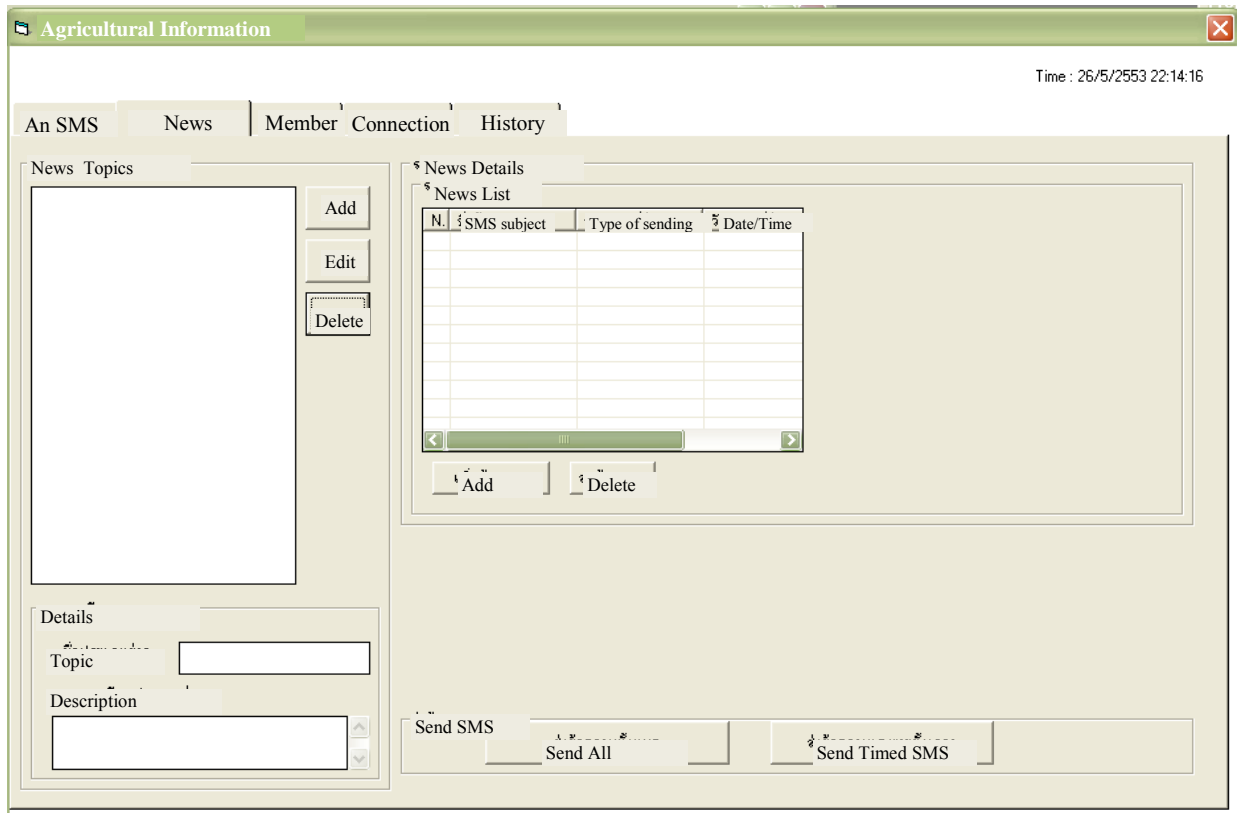 Agricultural Information
Time : 26/5/2553 22:14:16
An SMS News Member Connection History
News Topics
Add
Edit
Delete
Details
Topic
Description
News Details
News List
N. SMS subject Type of sending Date/Time
Add Delete
Send SMS
Send All Send Timed SMS